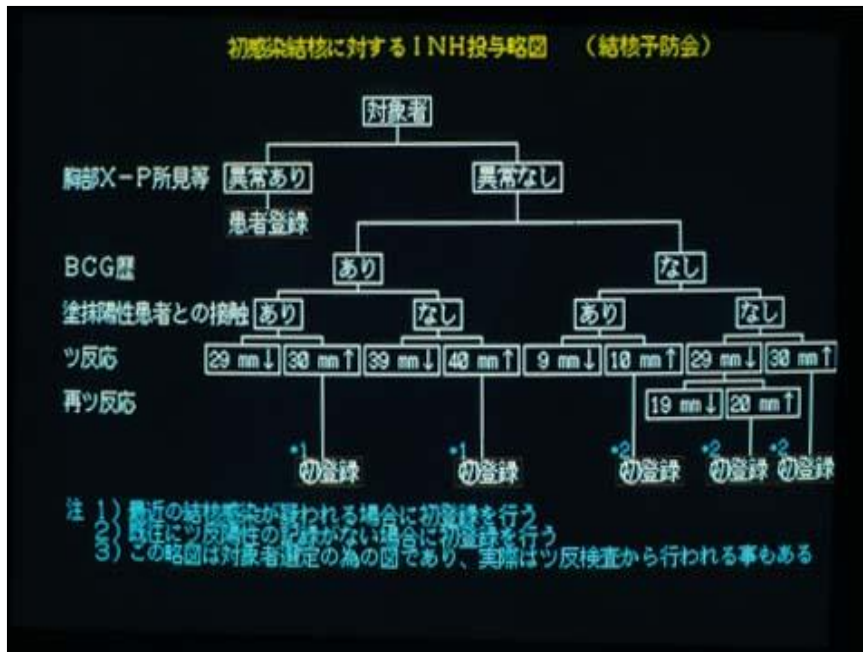 初感染結核に対するINH投与略図 （結核予防会）
対象者
胸部X－P所見等 異常あり 異常なし
患者登録
BCG歴 あり なし
塗抹陽性患者との接触 あり なし あり なし
ツ反応 29 mm↓ 30 mm↑ 39 mm↓ 40 mm↑ 9 mm↓ 10 mm↑ 29 mm↓ 30 mm↑
再ツ反応 19 mm↓ 20 mm↑
*1 *1 *2 *2 *2
㊞登録 ㊞登録 ㊞登録 ㊞登録 ㊞登録
注 1）最近の結核感染が疑われる場合に初登録を行う
2）既往にツ反陽性の記録がない場合に初登録を行う
3）この略図は対象者選定の為の図であり、実際はツ反検査から行われる事もある